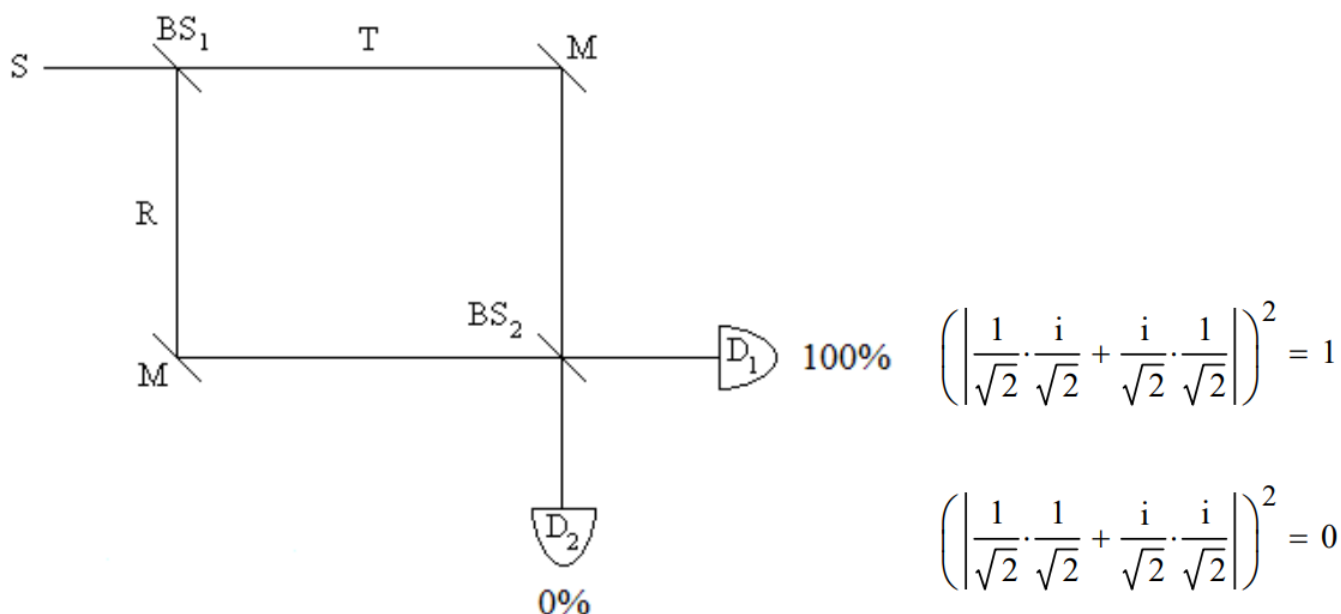 BS₁
T
M
S
R
BS₂
M
D₁
100%
(|1/√2 · i/√2 + i/√2 · 1/√2|)² = 1
D₂
0%
(|1/√2 · 1/√2 + i/√2 · i/√2|)² = 0